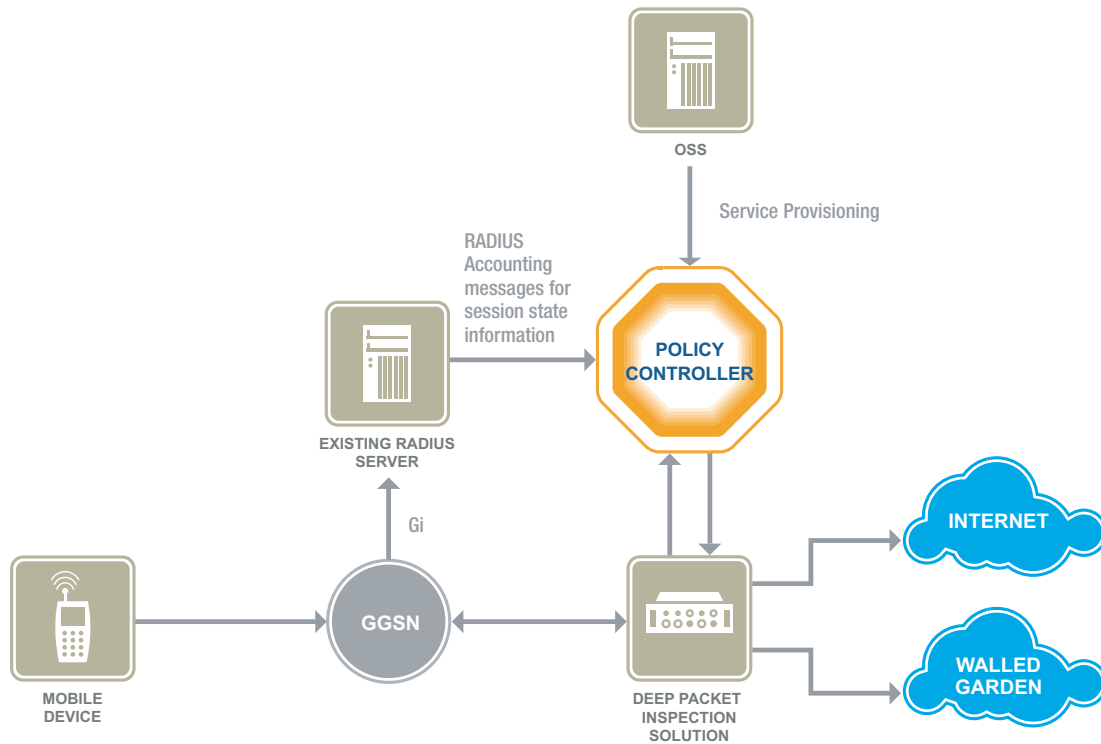 OSS
Service Provisioning
RADIUS
Accounting
messages for
session state
information
POLICY
CONTROLLER
EXISTING RADIUS
SERVER
Gi
INTERNET
GGSN
WALLED
GARDEN
MOBILE
DEVICE
DEEP PACKET
INSPECTION
SOLUTION